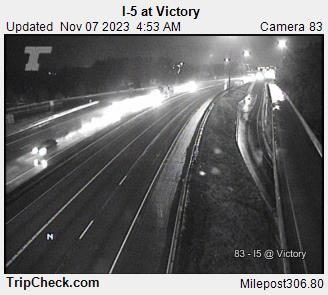 I-5 at Victory
Updated Nov 07 2023 4:53 AM Camera 83
T
N
83 - I5 @ Victory
TripCheck.com Milepost306.80